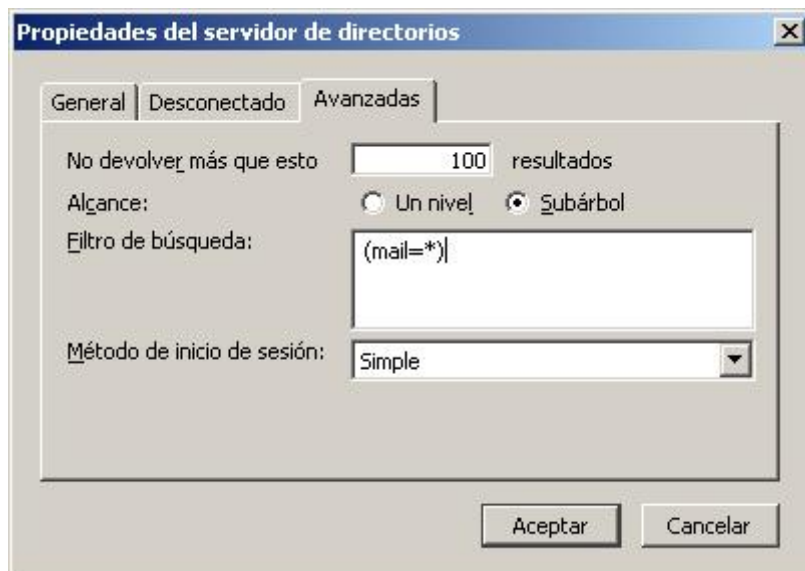 Propiedades del servidor de directorios
General Desconectado Avanzadas
No devolver más que esto 100 resultados
Alcance: Un nivel Subárbol
Filtro de búsqueda: (mail=*)
Método de inicio de sesión: Simple
Aceptar Cancelar